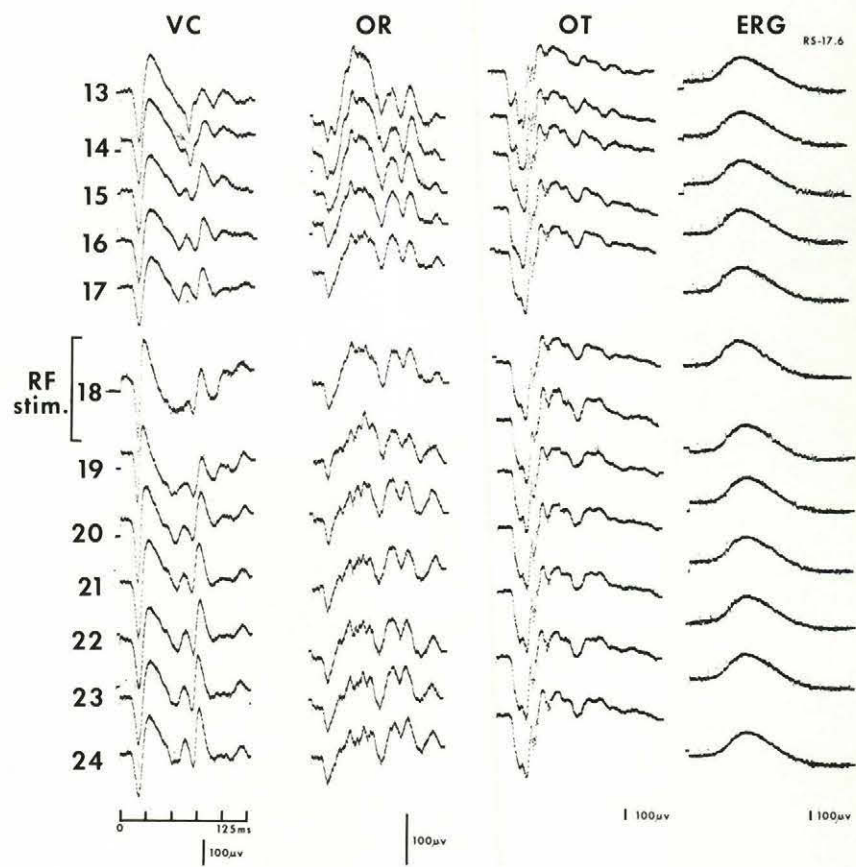 VC OR OT ERG
RS-17.6
13
14
15
16
17
RF
stim.
18
19
20
21
22
23
24
0 125ms
100μv
100μv
100μv
100μv